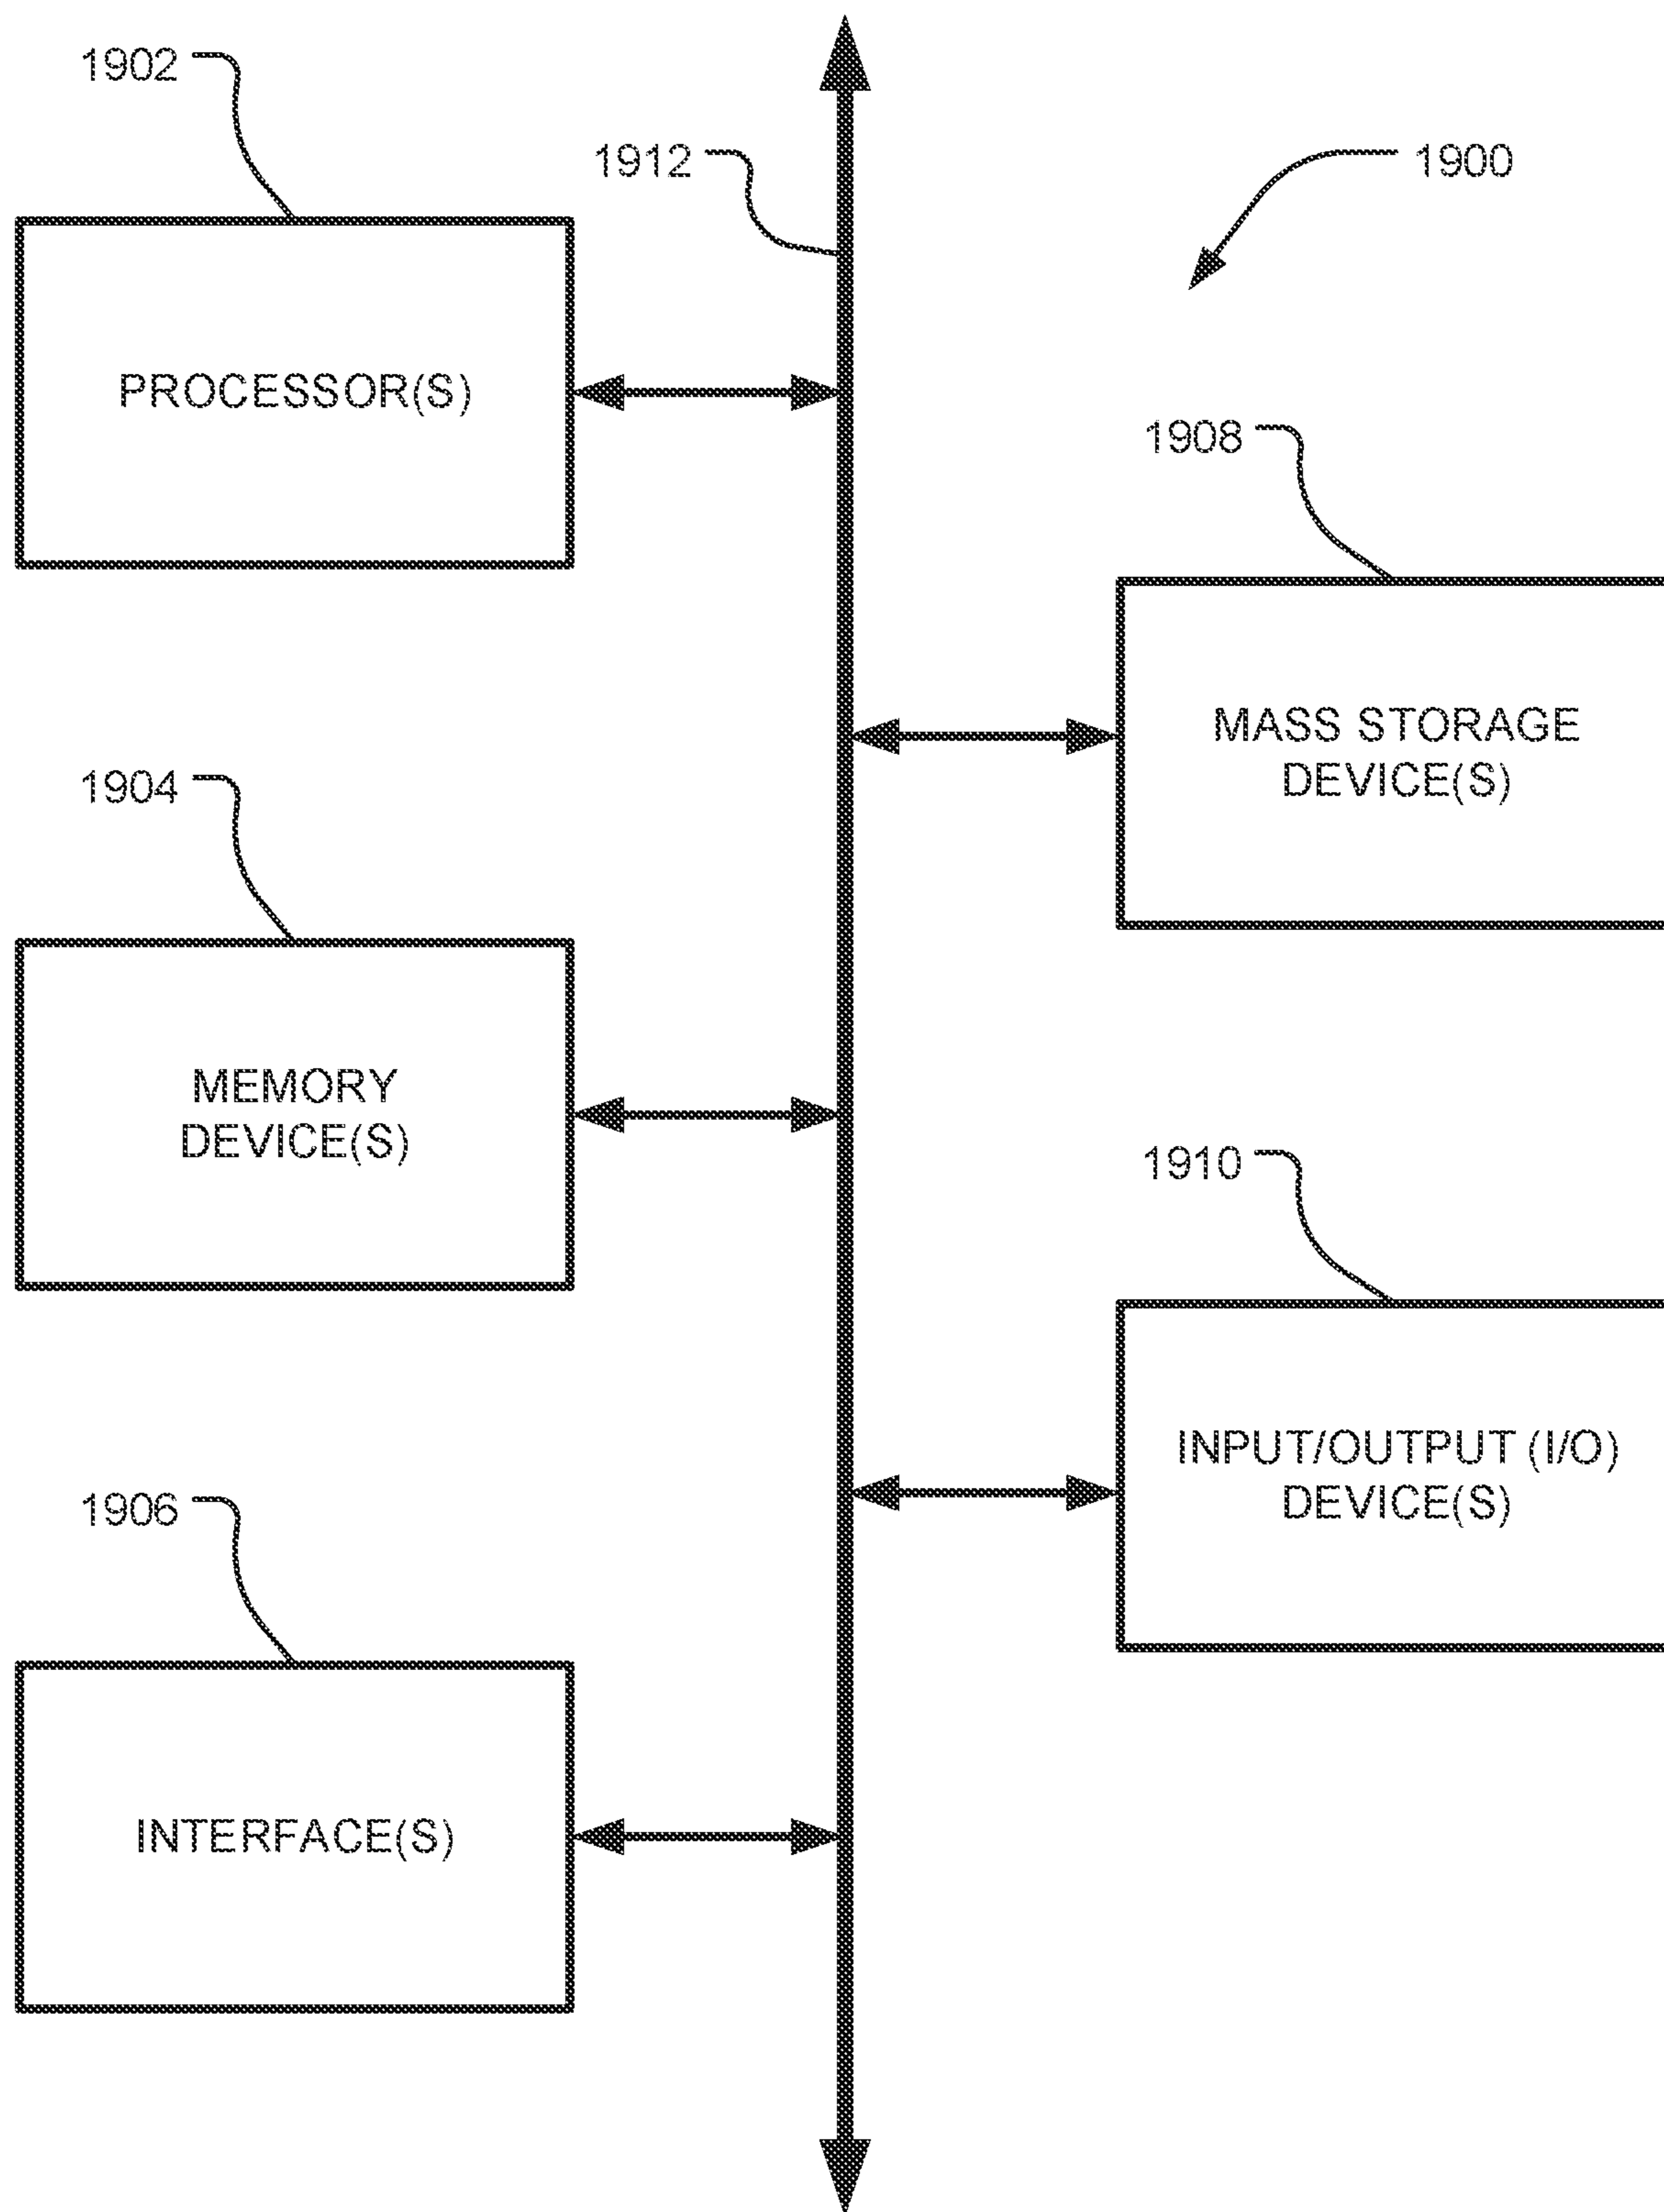 1902
1912
1900
PROCESSOR(S)
1908
MASS STORAGE
DEVICE(S)
1904
MEMORY
DEVICE(S)
1910
INPUT/OUTPUT (I/O)
DEVICE(S)
1906
INTERFACE(S)